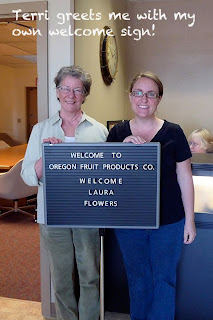 Terri greets me with my
own welcome sign!
WELCOME TO
OREGON FRUIT PRODUCTS CO.
WELCOME
LAURA
FLOWERS